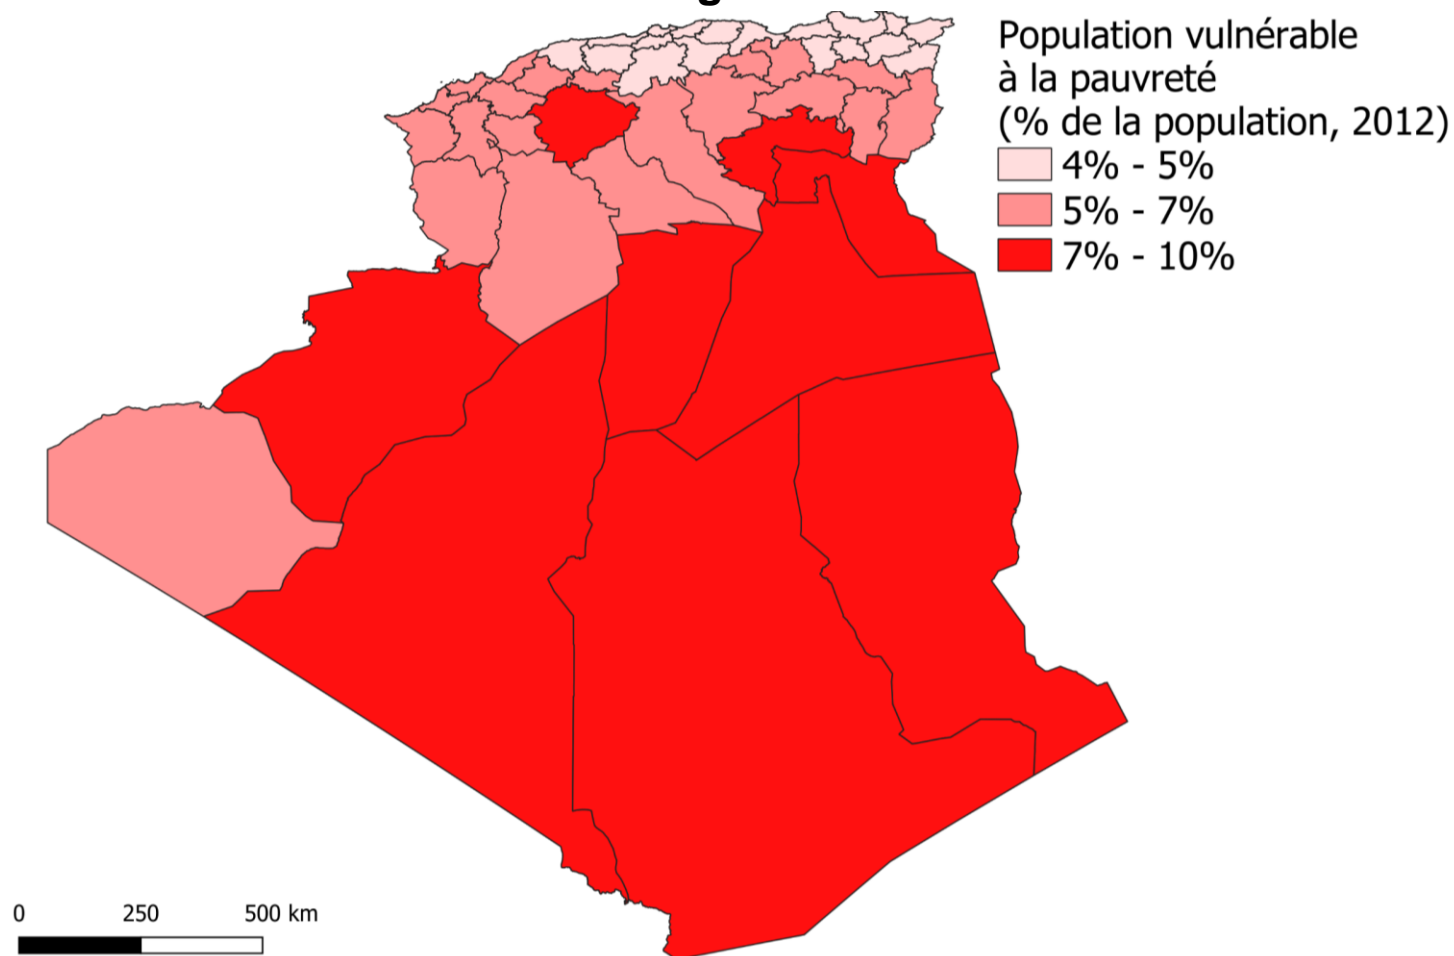 Population vulnérable
à la pauvreté
(% de la population, 2012)
4% - 5%
5% - 7%
7% - 10%
0 250 500 km